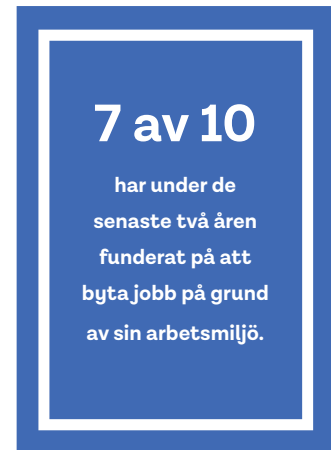 7 av 10
har under de
senaste två åren
funderat på att
byta jobb på grund
av sin arbetsmiljö.